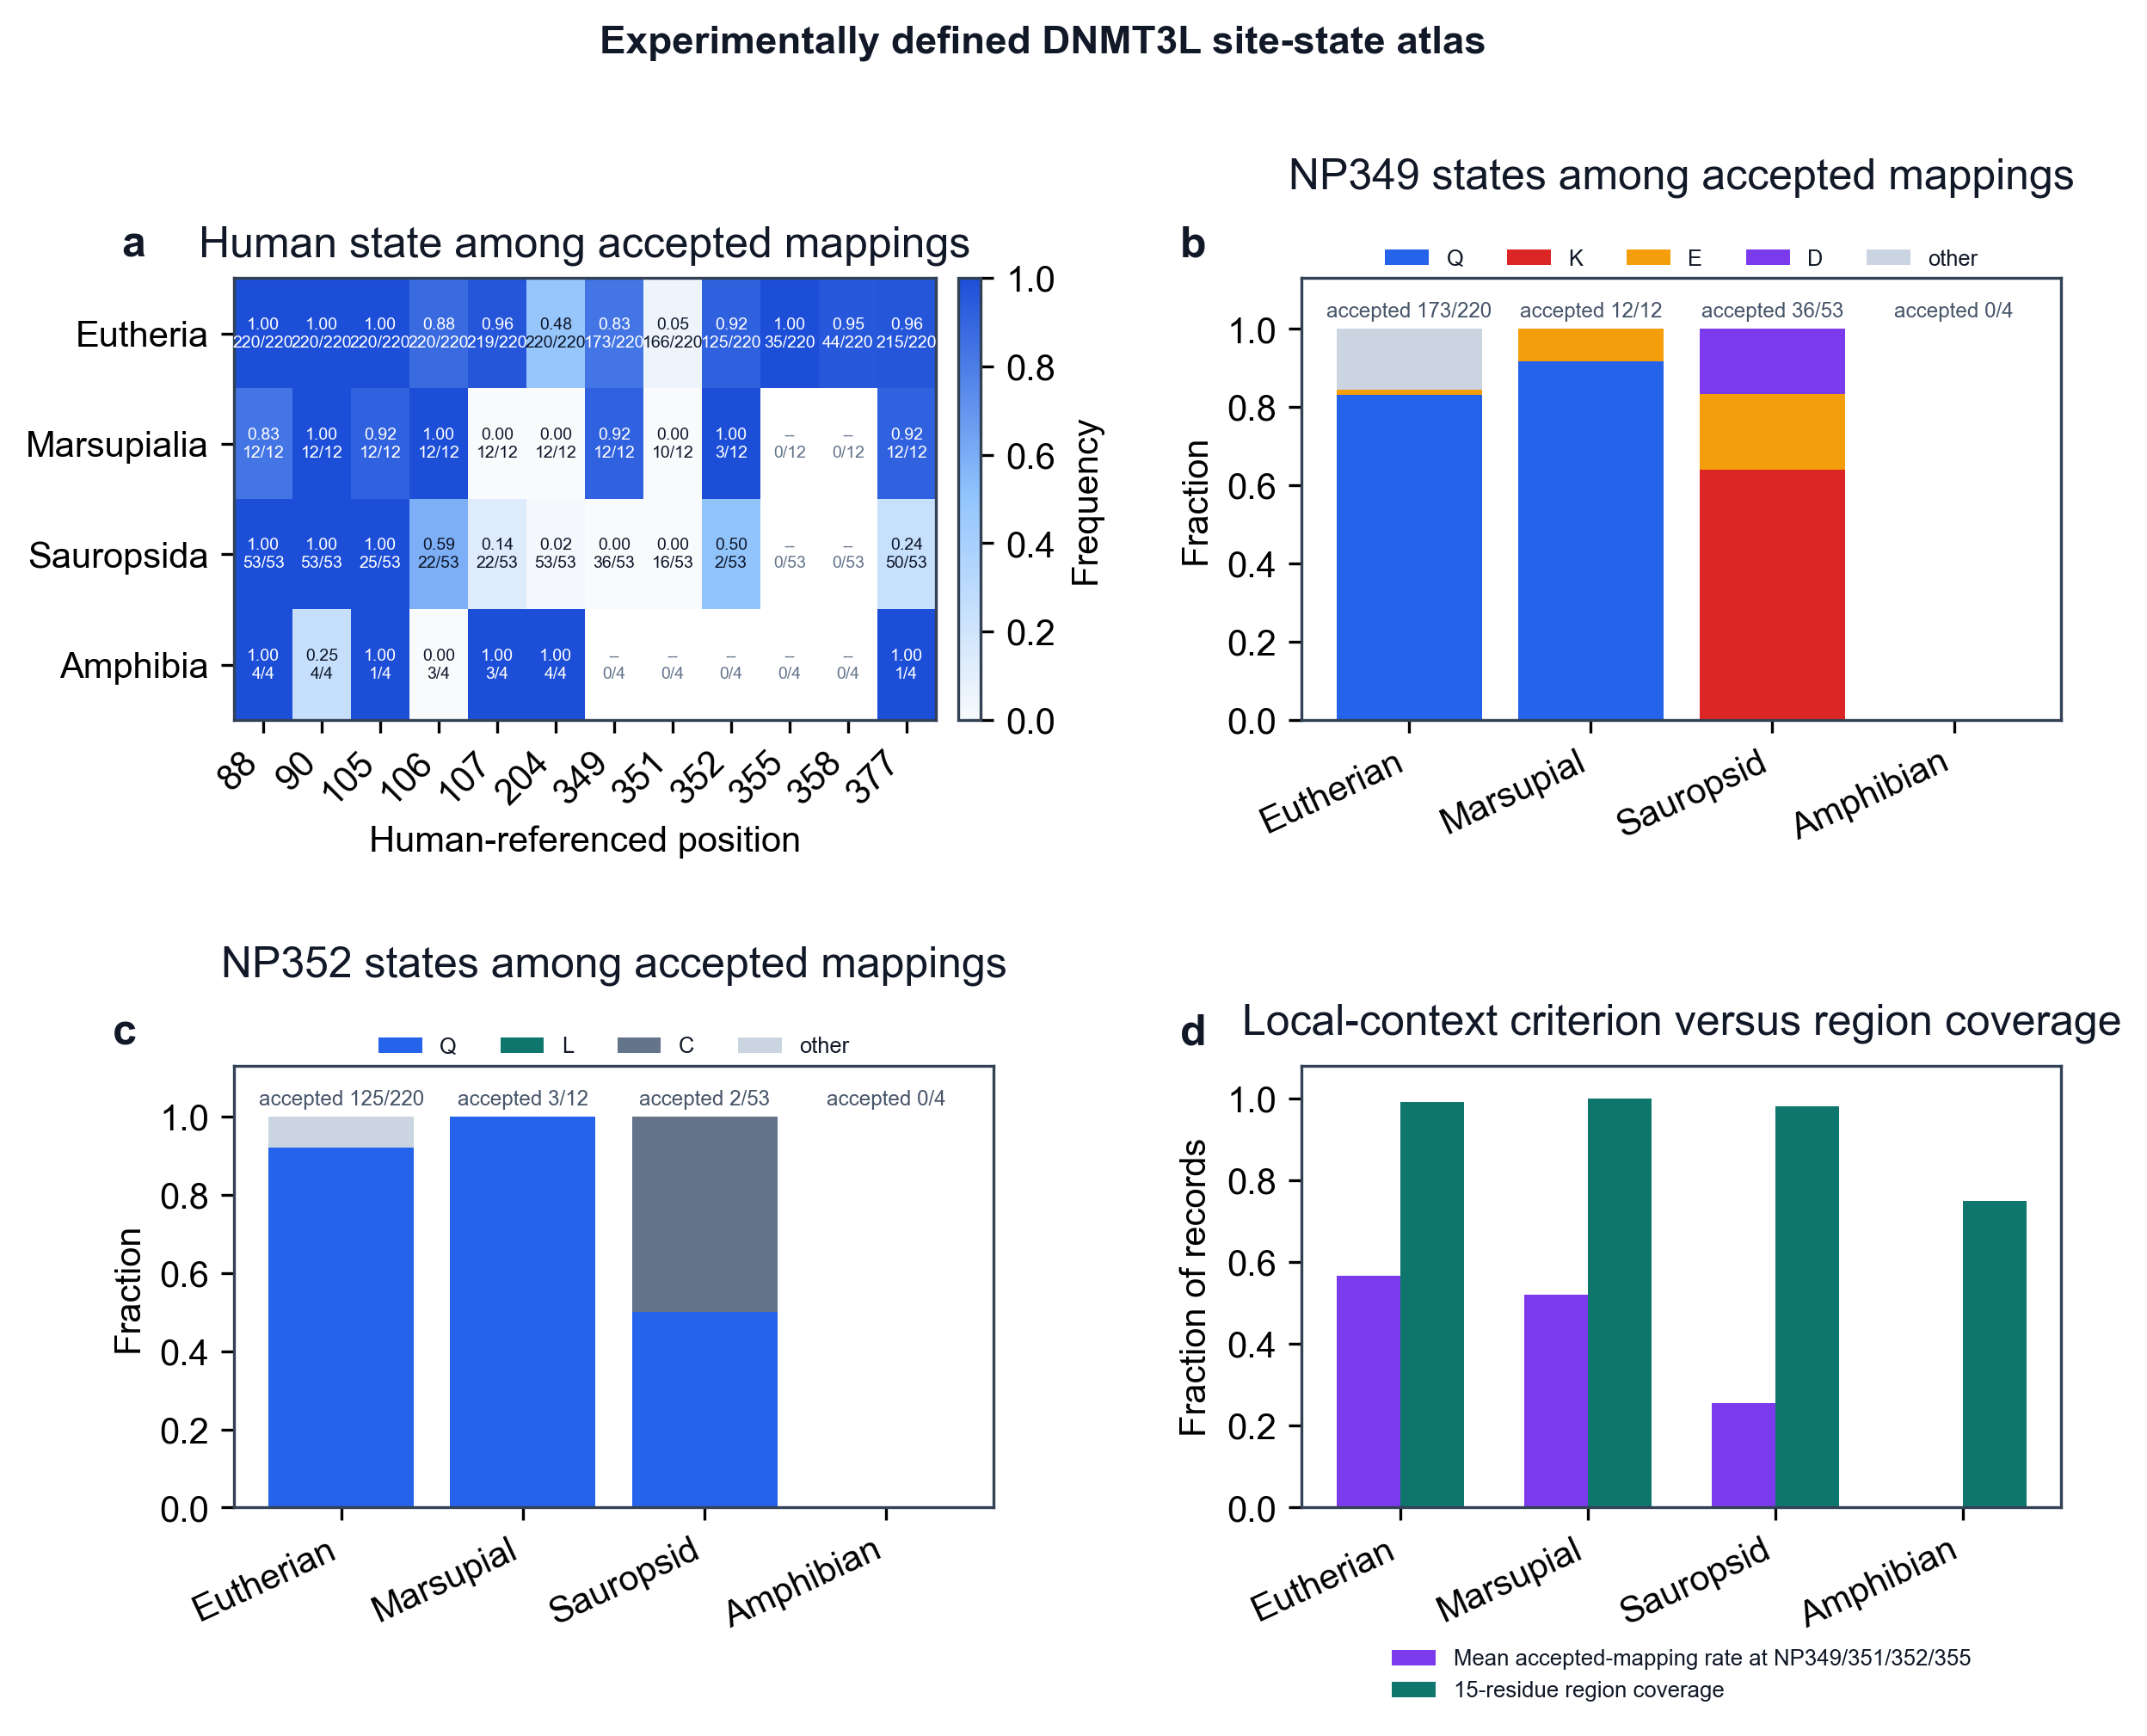 Experimentally defined DNMT3L site-state atlas
a
Human state among accepted mappings
Eutheria
1.00 1.00 1.00 0.88 0.96 0.48 0.83 0.05 0.92 1.00 0.95 0.96
220/220 220/220 220/220 220/220 219/220 220/220 173/220 166/220 125/220 35/220 44/220 215/220
Marsupialia
0.83 1.00 0.92 1.00 0.00 0.00 0.92 0.00 1.00 – – 0.92
12/12 12/12 12/12 12/12 12/12 12/12 12/12 10/12 3/12 0/12 0/12 12/12
Sauropsida
1.00 1.00 1.00 0.59 0.14 0.02 0.00 0.00 0.50 – – 0.24
53/53 53/53 25/53 22/53 22/53 53/53 36/53 16/53 2/53 0/53 0/53 50/53
Amphibia
1.00 0.25 1.00 0.00 1.00 1.00 – – – – – 1.00
4/4 4/4 1/4 3/4 3/4 4/4 0/4 0/4 0/4 0/4 0/4 1/4
88 90 105 106 107 204 349 351 352 355 358 377
Human-referenced position
1.0
0.8
0.6
0.4
0.2
0.0
Frequency
b
NP349 states among accepted mappings
Q K E D other
accepted 173/220 accepted 12/12 accepted 36/53 accepted 0/4
1.0
0.8
0.6
0.4
0.2
0.0
Fraction
Eutherian Marsupial Sauropsid Amphibian
c
NP352 states among accepted mappings
Q L C other
accepted 125/220 accepted 3/12 accepted 2/53 accepted 0/4
1.0
0.8
0.6
0.4
0.2
0.0
Fraction
Eutherian Marsupial Sauropsid Amphibian
d
Local-context criterion versus region coverage
1.0
0.8
0.6
0.4
0.2
0.0
Fraction of records
Eutherian Marsupial Sauropsid Amphibian
Mean accepted-mapping rate at NP349/351/352/355
15-residue region coverage